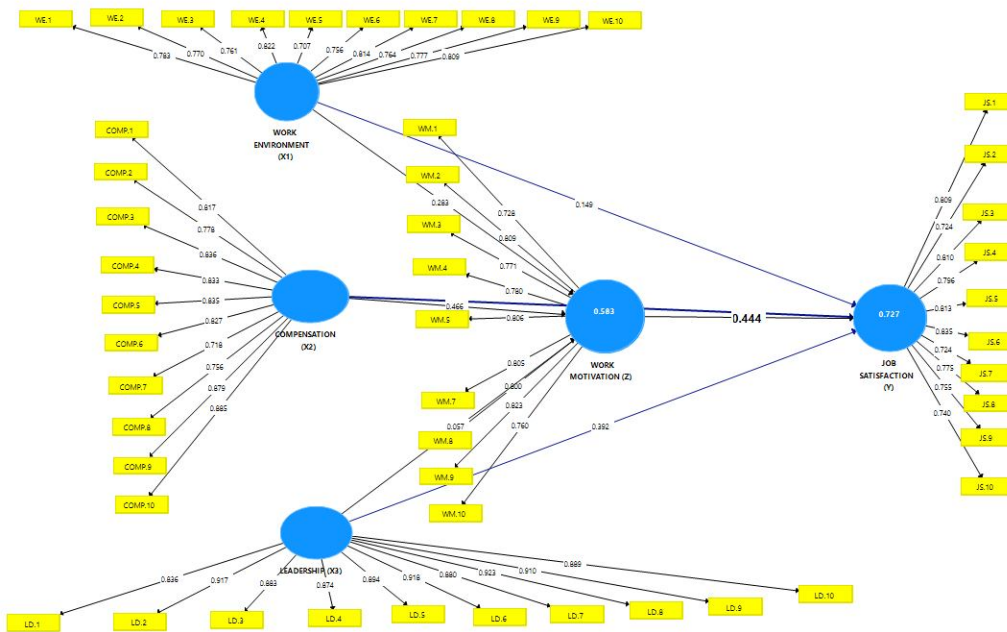 WE.1
WE.2
WE.3
WE.4
WE.5
WE.6
WE.7
WE.8
WE.9
WE.10
0.783
0.770
0.761
0.822
0.707
0.756
0.814
0.764
0.777
0.809
WORK
ENVIRONMENT
(X1)
COMP.1
COMP.2
COMP.3
COMP.4
COMP.5
COMP.6
COMP.7
COMP.8
COMP.9
COMP.10
0.817
0.778
0.836
0.833
0.835
0.827
0.718
0.756
0.879
0.885
COMPENSATION
(X2)
WM.1
WM.2
WM.3
WM.4
WM.5
WM.7
WM.8
WM.9
WM.10
0.283
0.728
0.809
0.771
0.780
0.806
0.466
0.805
0.800
0.057
0.823
0.760
0.583
WORK
MOTIVATION (Z)
0.149
0.444
0.392
0.727
JOB
SATISFACTION
(Y)
JS.1
JS.2
JS.3
JS.4
JS.5
JS.6
JS.7
JS.8
JS.9
JS.10
0.809
0.724
0.810
0.796
0.813
0.835
0.724
0.775
0.755
0.740
LEADERSHIP (X3)
0.836
0.917
0.883
0.874
0.894
0.918
0.880
0.923
0.910
0.889
LD.1
LD.2
LD.3
LD.4
LD.5
LD.6
LD.7
LD.8
LD.9
LD.10